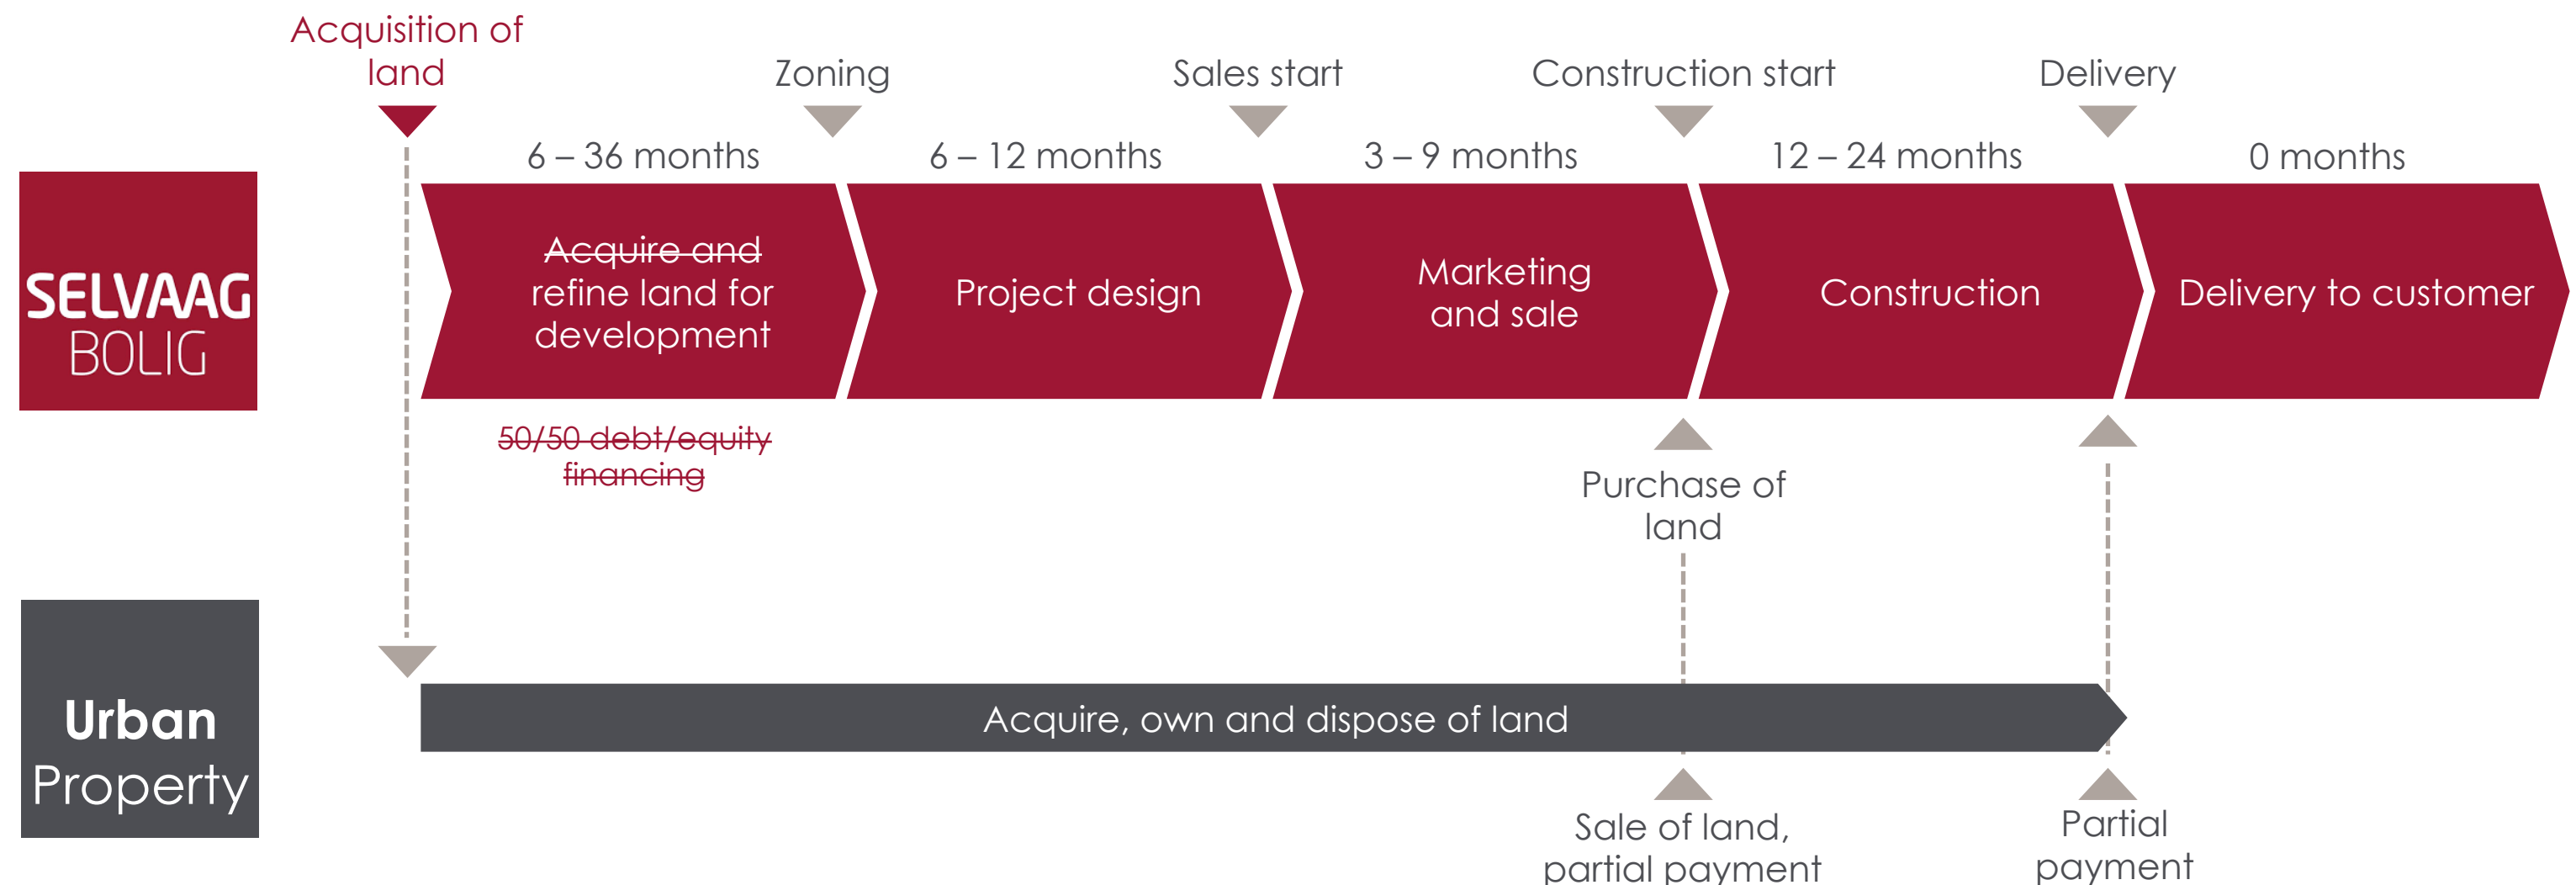 Acquisition of
land
Zoning
Sales start
Construction start
Delivery
6 – 36 months
6 – 12 months
3 – 9 months
12 – 24 months
0 months
SELVAAG
BOLIG
Acquire and
refine land for
development
Project design
Marketing
and sale
Construction
Delivery to customer
50/50 debt/equity
financing
Purchase of
land
Urban
Property
Acquire, own and dispose of land
Sale of land,
partial payment
Partial
payment